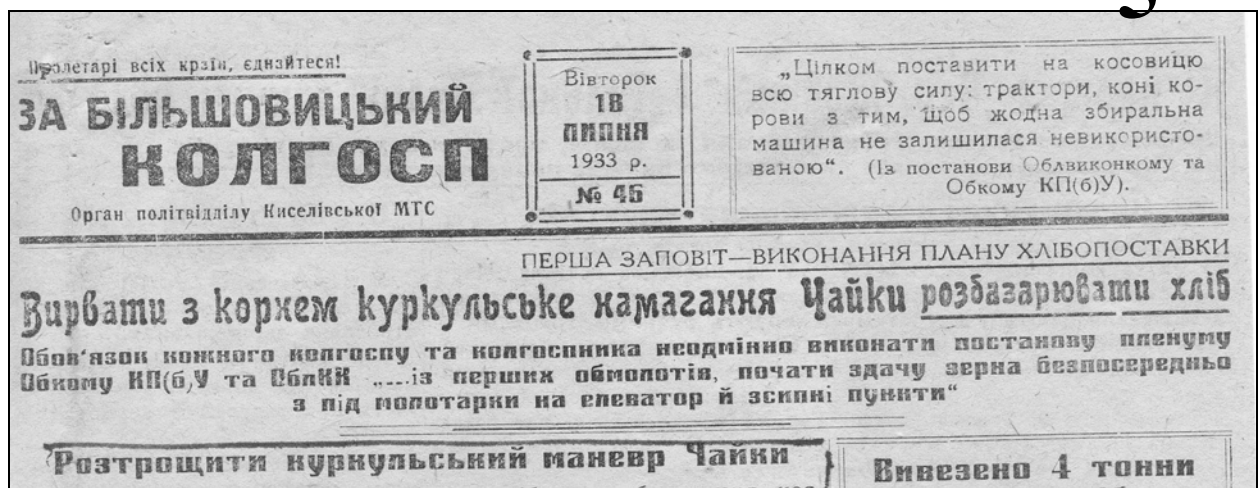 Пролетарі всіх країн, єднайтеся!
ЗА БІЛЬШОВИЦЬКИЙ
КОЛГОСП
Орган політвідділу Киселівської МТС
Вівторок
18
липня
1933 р.
№ 45
„Цілком поставити на косовицю
всю тяглову силу: трактори, коні ко-
рови з тим, щоб жодна збиральна
машина не залишилася невикористо-
ваною“. (Із постанови Облвиконкому та
Обкому КП(б)У).
ПЕРША ЗАПОВІТ—ВИКОНАННЯ ПЛАНУ ХЛІБОПОСТАВКИ
Вирвати з корнем куркульське намагання Чайки розбазарювати хліб
Обов'язок кожного колгоспу та колгоспника неодмінно виконати постанову пленуму
Обкому КП(б)У та ОблКК „....із перших обмолотів, почати здачу зерна безпосередньо
з під молотарки на елеватор й зсипні пункти“
Розтрощити куркульський маневр Чайки
Вивезено 4 тонни